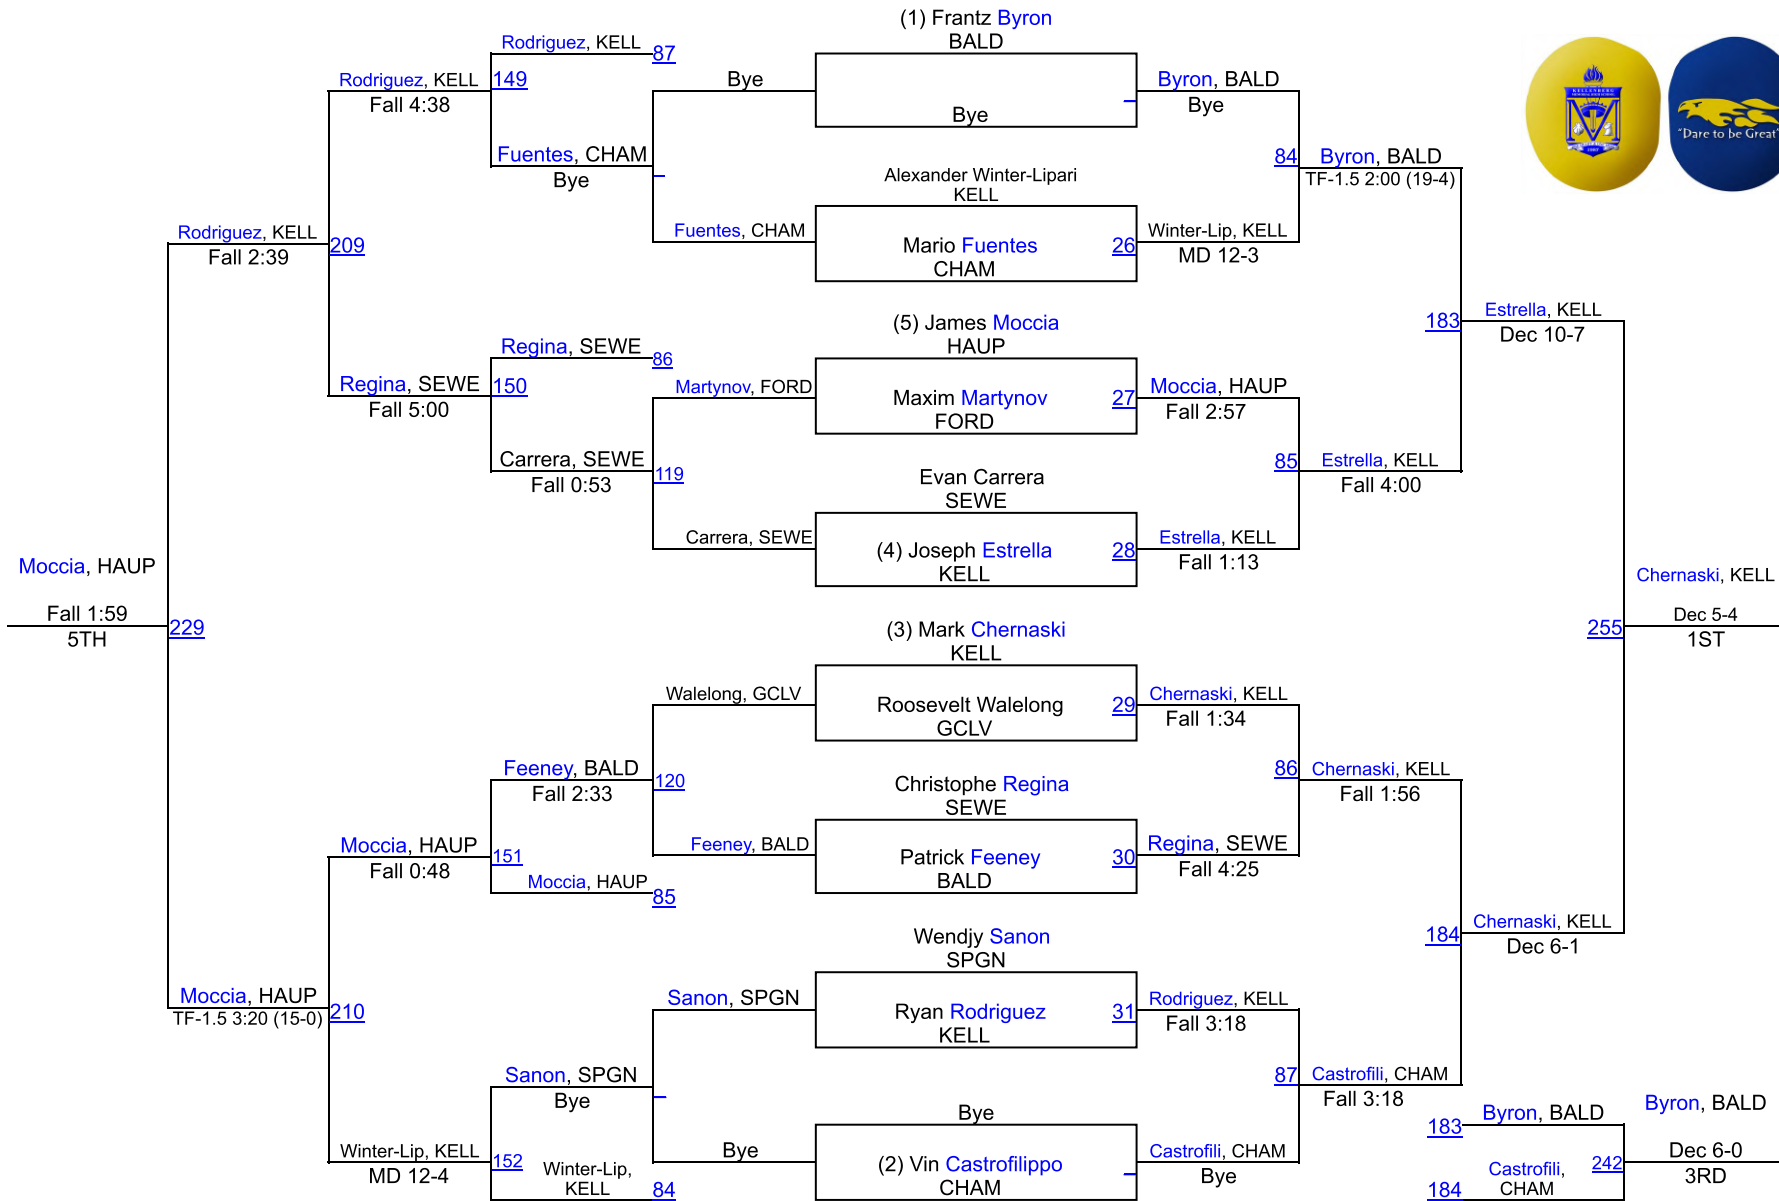 (1) Frantz Byron
BALD
Bye
Alexander Winter-Lipari
KELL
Mario Fuentes
CHAM
26
(5) James Moccia
HAUP
Maxim Martynov
FORD
27
Evan Carrera
SEWE
(4) Joseph Estrella
KELL
28
(3) Mark Chernaski
KELL
Roosevelt Walelong
GCLV
29
Christophe Regina
SEWE
Patrick Feeney
BALD
30
Wendjy Sanon
SPGN
Ryan Rodriguez
KELL
31
Bye
(2) Vin Castrofilippo
CHAM
Byron, BALD
Bye
Winter-Lip, KELL
MD 12-3
Moccia, HAUP
Fall 2:57
Estrella, KELL
Fall 1:13
Chernaski, KELL
Fall 1:34
Regina, SEWE
Fall 4:25
Rodriguez, KELL
Fall 3:18
Castrofili, CHAM
Bye
84
Byron, BALD
TF-1.5 2:00 (19-4)
85
Estrella, KELL
Fall 4:00
86
Chernaski, KELL
Fall 1:56
87
Castrofili, CHAM
Fall 3:18
183
Estrella, KELL
Dec 10-7
184
Chernaski, KELL
Dec 6-1
255
Chernaski, KELL
Dec 5-4
1ST
183
Byron, BALD
184
Castrofili,
CHAM
242
Byron, BALD
Dec 6-0
3RD
Bye
Fuentes, CHAM
Martynov, FORD
Carrera, SEWE
Walelong, GCLV
Feeney, BALD
Sanon, SPGN
Bye
Rodriguez, KELL
87
Fuentes, CHAM
Bye
Regina, SEWE
86
Carrera, SEWE
Fall 0:53
119
Feeney, BALD
Fall 2:33
120
Moccia, HAUP
85
Sanon, SPGN
Bye
Winter-Lip,
KELL
84
Rodriguez, KELL
Fall 4:38
149
Regina, SEWE
Fall 5:00
150
Moccia, HAUP
Fall 0:48
151
Winter-Lip, KELL
MD 12-4
152
Rodriguez, KELL
Fall 2:39
209
Moccia, HAUP
TF-1.5 3:20 (15-0)
210
Moccia, HAUP
Fall 1:59
5TH
229
KELLENBERG
"Dare to be Great"